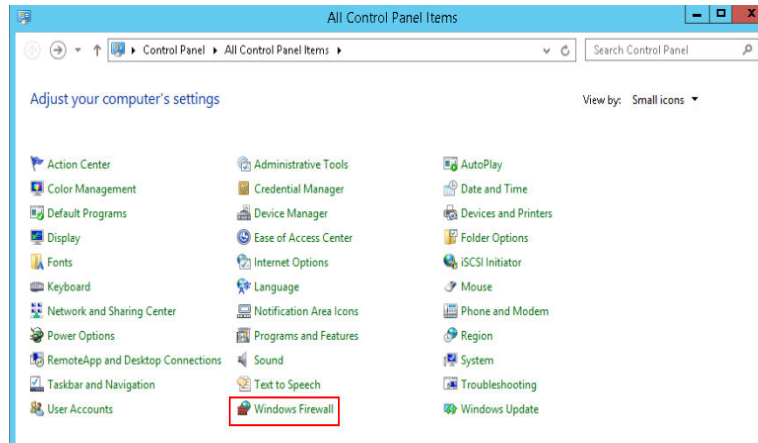 All Control Panel Items
Control Panel All Control Panel Items Search Control Panel
Adjust your computer's settings View by: Small icons
Action Center Administrative Tools AutoPlay
Color Management Credential Manager Date and Time
Default Programs Device Manager Devices and Printers
Display Ease of Access Center Folder Options
Fonts Internet Options iSCSI Initiator
Keyboard Language Mouse
Network and Sharing Center Notification Area Icons Phone and Modem
Power Options Programs and Features Region
RemoteApp and Desktop Connections Sound System
Taskbar and Navigation Text to Speech Troubleshooting
User Accounts Windows Firewall Windows Update